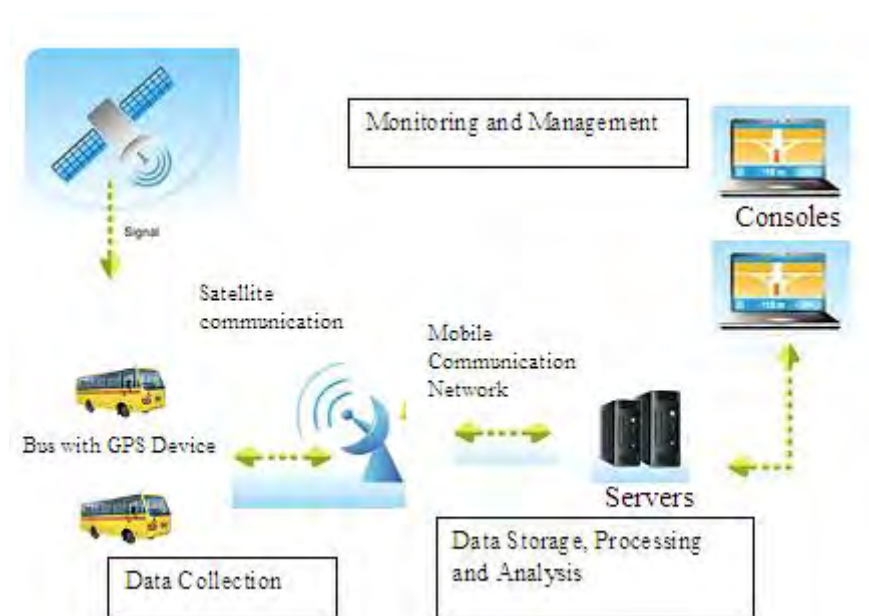 Monitoring and Management
Consoles
Signal
Satellite
communication
Mobile
Communication
Network
Bus with GPS Device
Servers
Data Collection
Data Storage, Processing
and Analysis